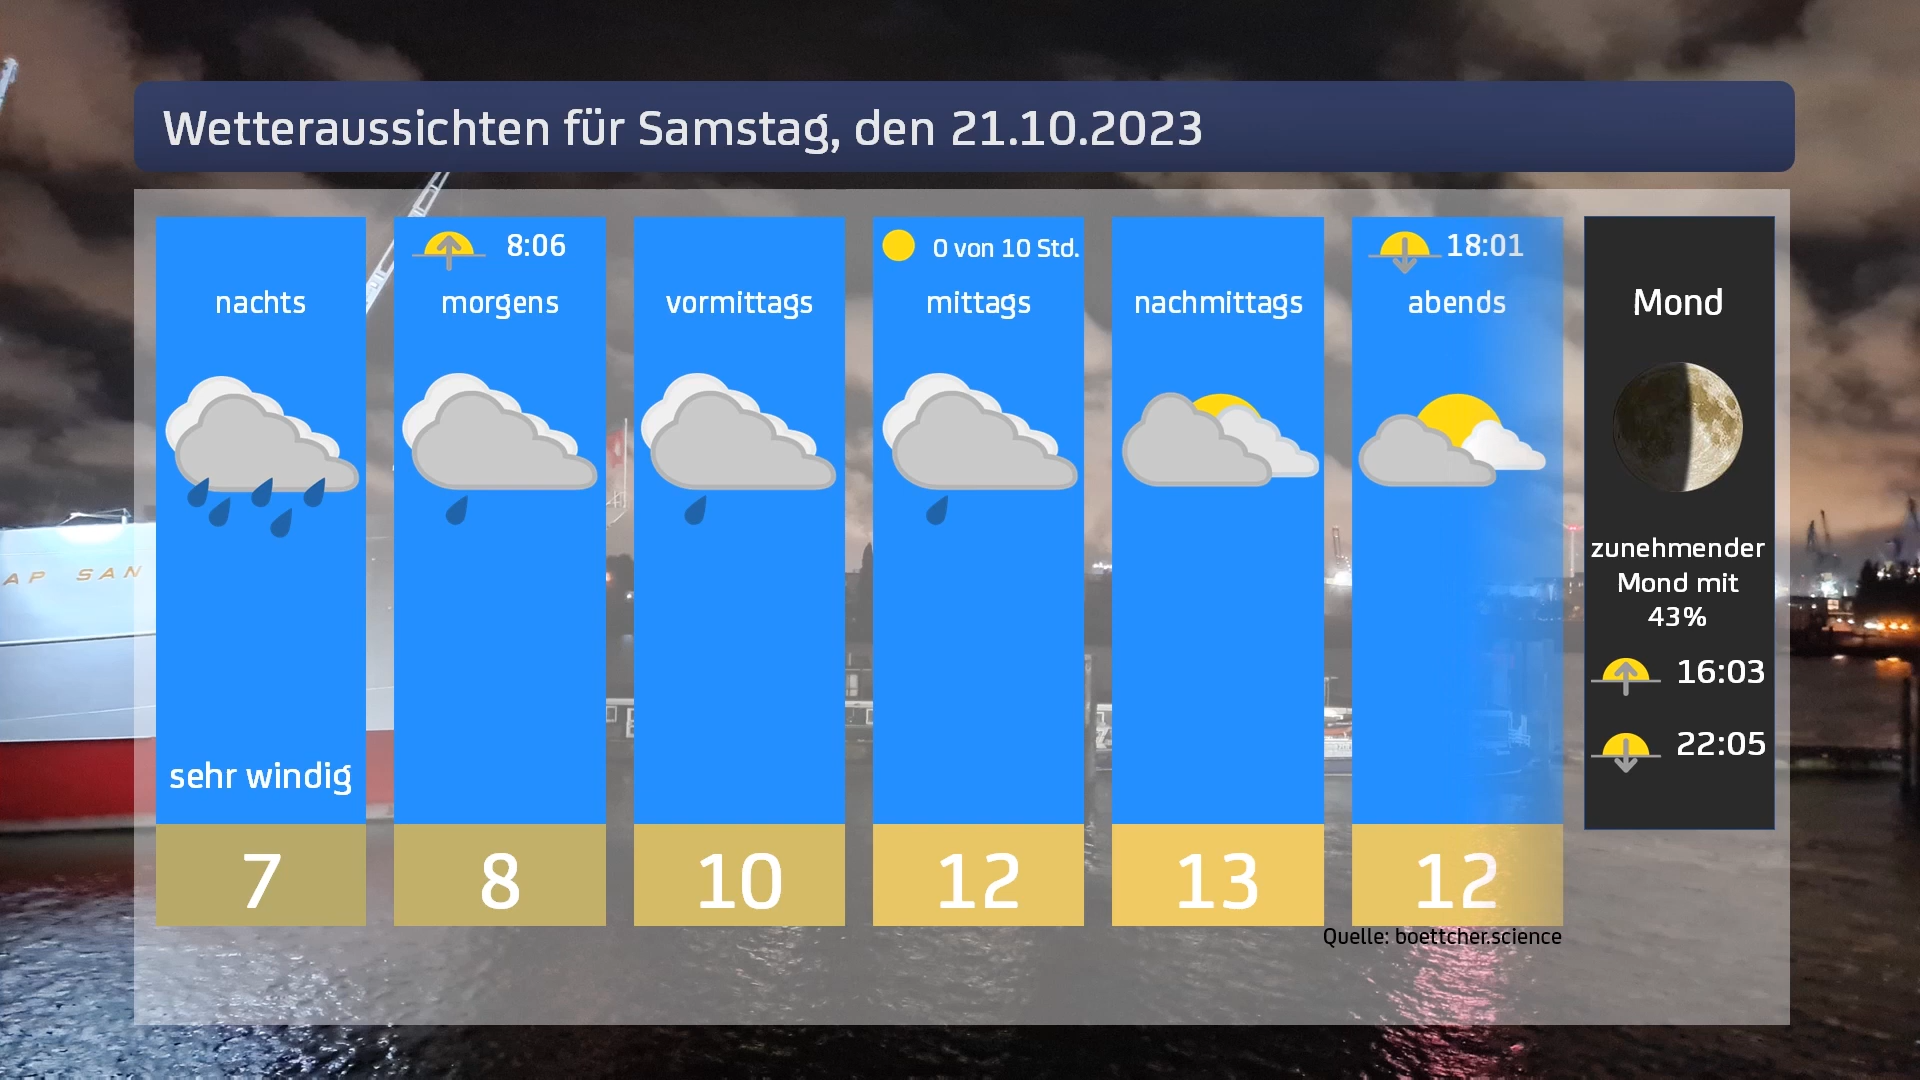 Wetteraussichten für Samstag, den 21.10.2023
nachts
sehr windig
7
8:06
morgens
8
vormittags
10
0 von 10 Std.
mittags
12
nachmittags
13
18:01
abends
12
Mond
zunehmender
Mond mit
43%
16:03
22:05
Quelle: boettcher.science
AP SAN